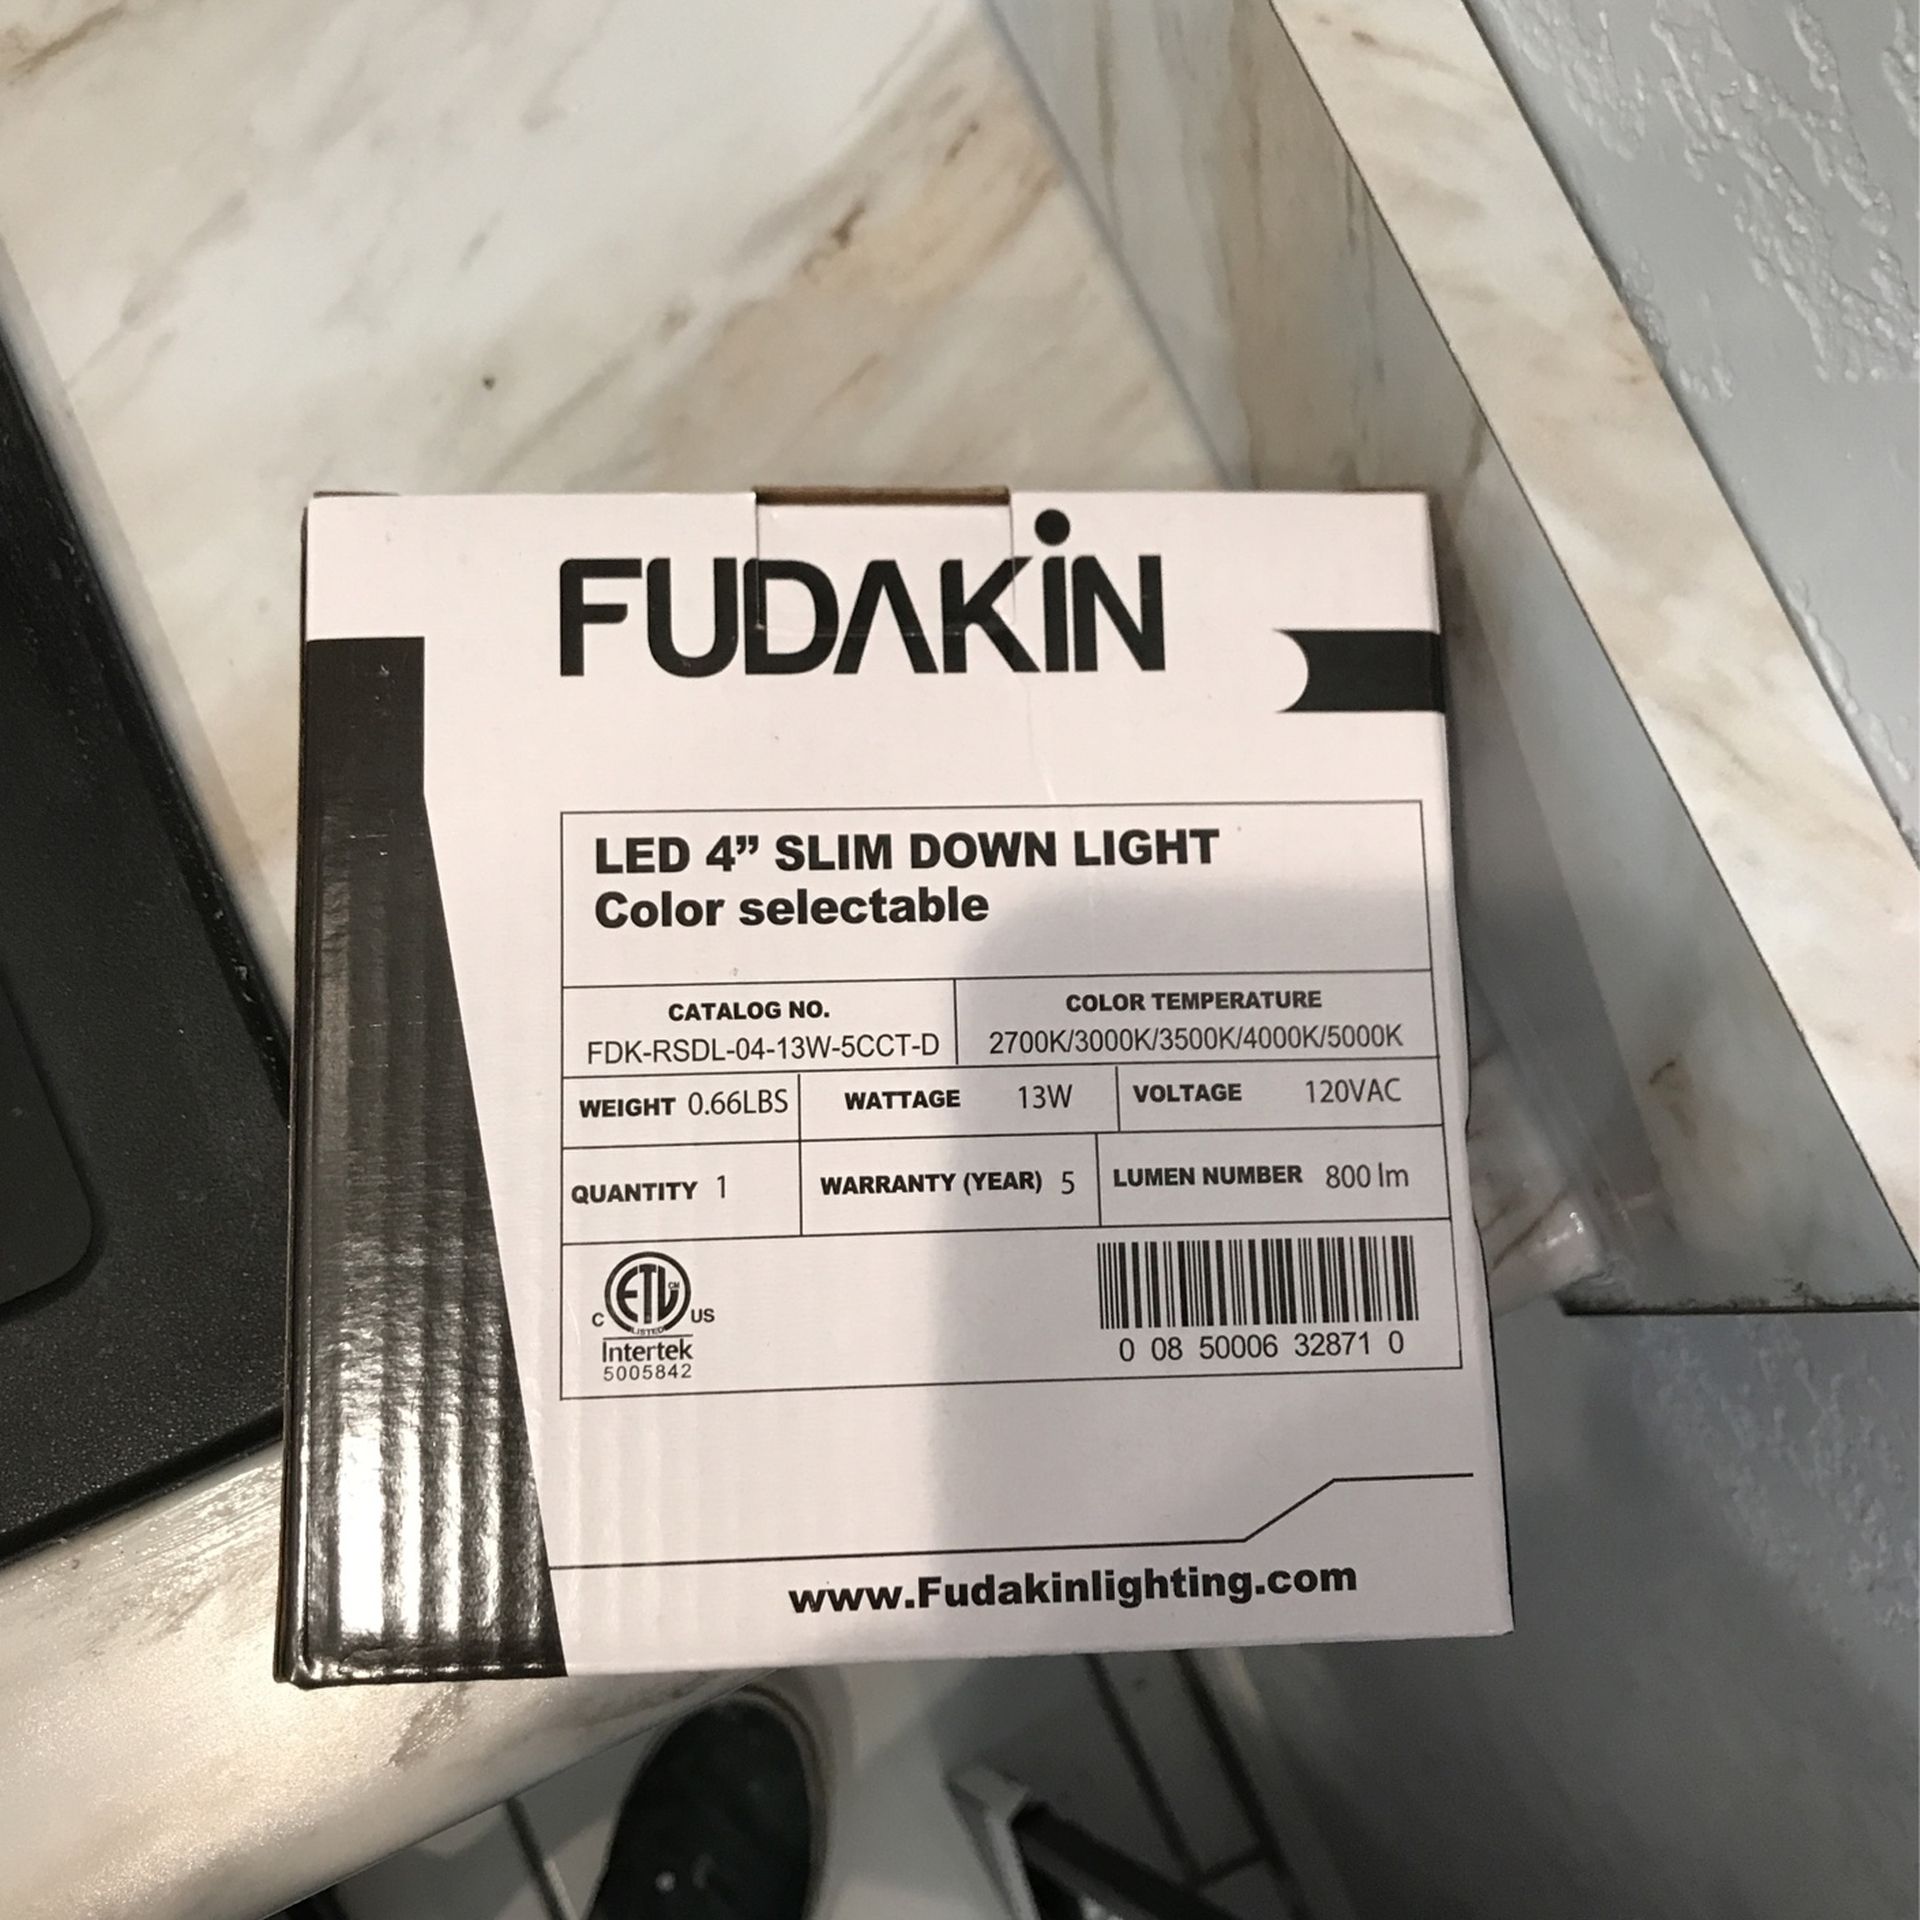 FUDAKIN
LED 4” SLIM DOWN LIGHT
Color selectable
CATALOG NO.
FDK-RSDL-04-13W-5CCT-D
COLOR TEMPERATURE
2700K/3000K/3500K/4000K/5000K
WEIGHT 0.66LBS
WATTAGE 13W
VOLTAGE 120VAC
QUANTITY 1
WARRANTY (YEAR) 5
LUMEN NUMBER 800 lm
ETL CM
C US
LISTED
Intertek
5005842
0 08 50006 32871 0
www.Fudakinlighting.com